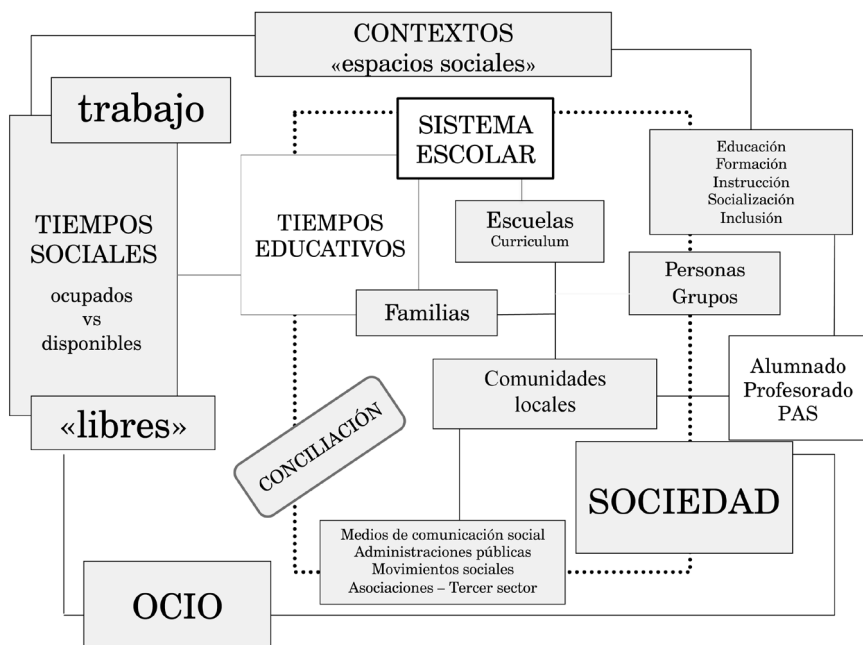 CONTEXTOS
«espacios sociales»
trabajo
SISTEMA
ESCOLAR
Educación
Formación
Instrucción
Socialización
Inclusión
TIEMPOS
SOCIALES
ocupados
vs
disponibles
TIEMPOS
EDUCATIVOS
Escuelas
Curriculum
Personas
Grupos
Familias
Comunidades
locales
Alumnado
Profesorado
PAS
«libres»
CONCILIACIÓN
SOCIEDAD
Medios de comunicación social
Administraciones públicas
Movimientos sociales
Asociaciones – Tercer sector
OCIO